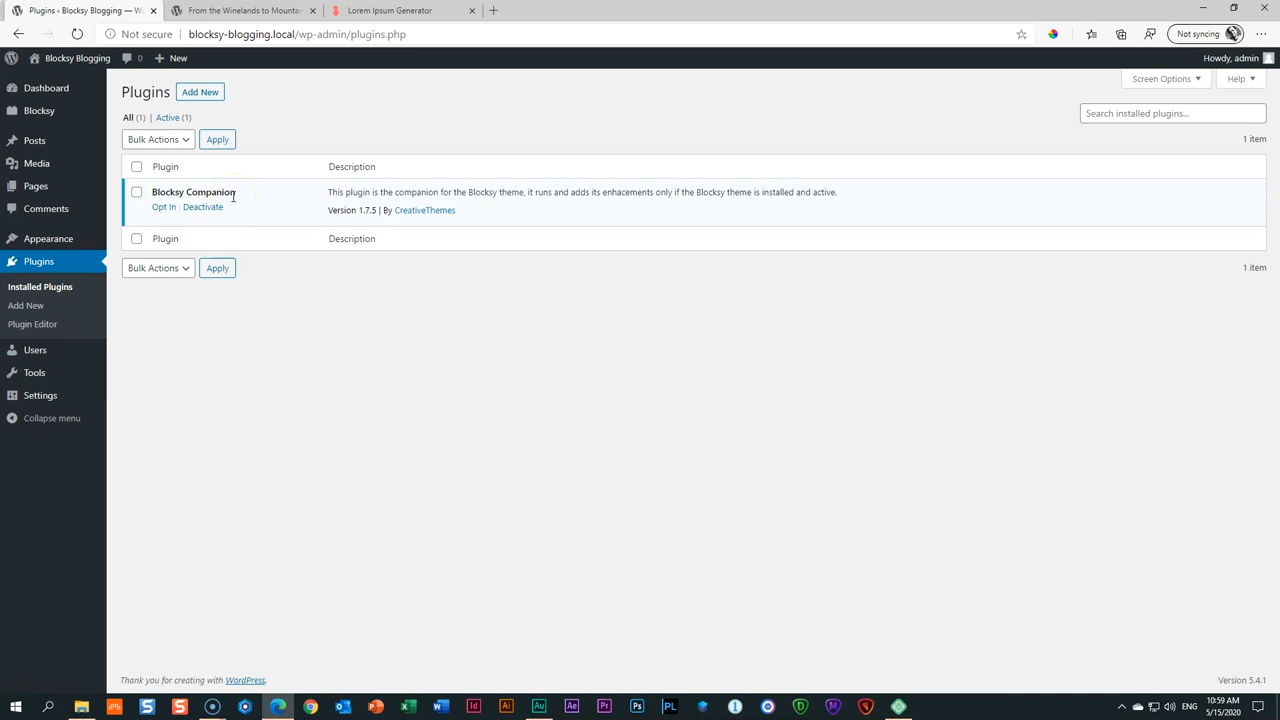 Plugins ‹ Blocksy Blogging — Wo
From the Winelands to Mountain
Lorem Ipsum Generator
Not secure
blocksy-blogging.local/wp-admin/plugins.php
Not syncing
Blocksy Blogging
0
New
Howdy, admin
Dashboard
Blocksy
Posts
Media
Pages
Comments
Appearance
Plugins
Installed Plugins
Add New
Plugin Editor
Users
Tools
Settings
Collapse menu
Screen Options
Help
Plugins
Add New
All (1) | Active (1)
Search installed plugins...
Bulk Actions
Apply
1 item
Plugin
Description
Blocksy Companion
This plugin is the companion for the Blocksy theme, it runs and adds its enhacements only if the Blocksy theme is installed and active.
Opt In | Deactivate
Version 1.7.5 | By CreativeThemes
Plugin
Description
Bulk Actions
Apply
1 item
Thank you for creating with WordPress.
Version 5.4.1
ENG
10:59 AM
5/15/2020